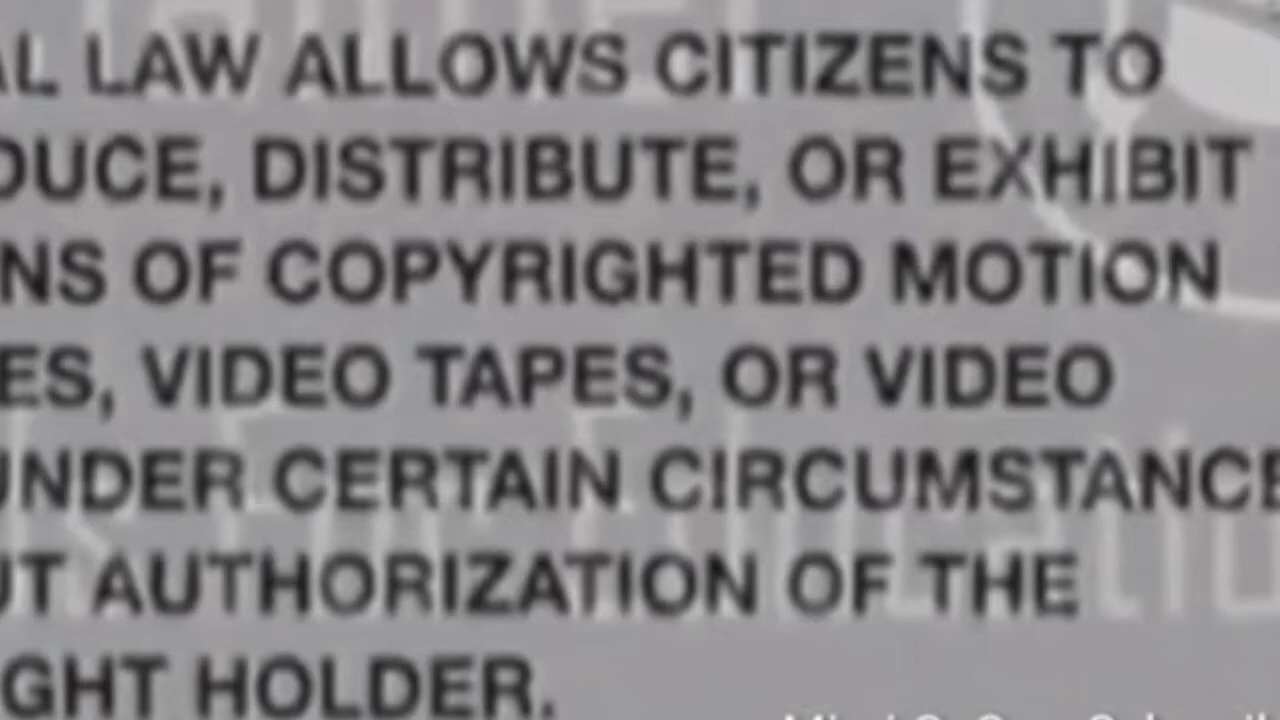 AL LAW ALLOWS CITIZENS TO
DUCE, DISTRIBUTE, OR EXHIBIT
NS OF COPYRIGHTED MOTION
ES, VIDEO TAPES, OR VIDEO
UNDER CERTAIN CIRCUMSTANCE
UT AUTHORIZATION OF THE
GHT HOLDER.